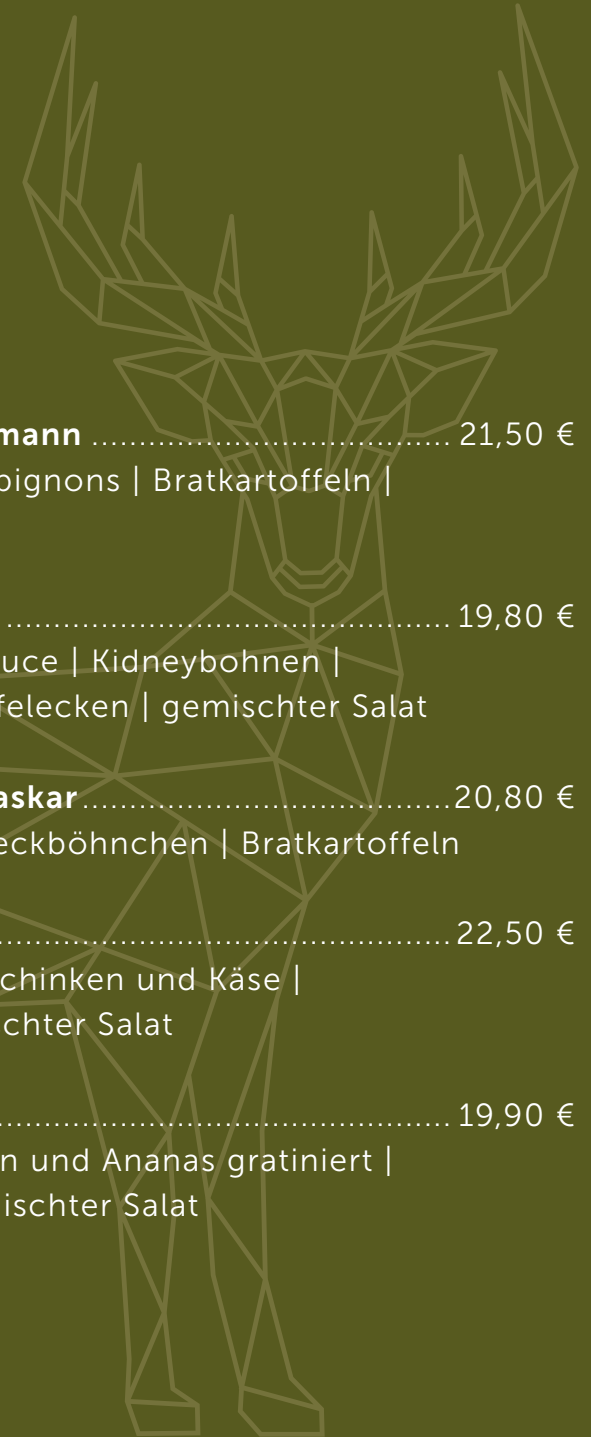 mann ..................................... 21,50 €
pignons | Bratkartoffeln |
............................................... 19,80 €
uce | Kidneybohnen |
felecken | gemischter Salat
askar.......................................20,80 €
eckböhnchen | Bratkartoffeln
................................................ 22,50 €
chinken und Käse |
chter Salat
................................................ 19,90 €
n und Ananas gratiniert |
ischter Salat